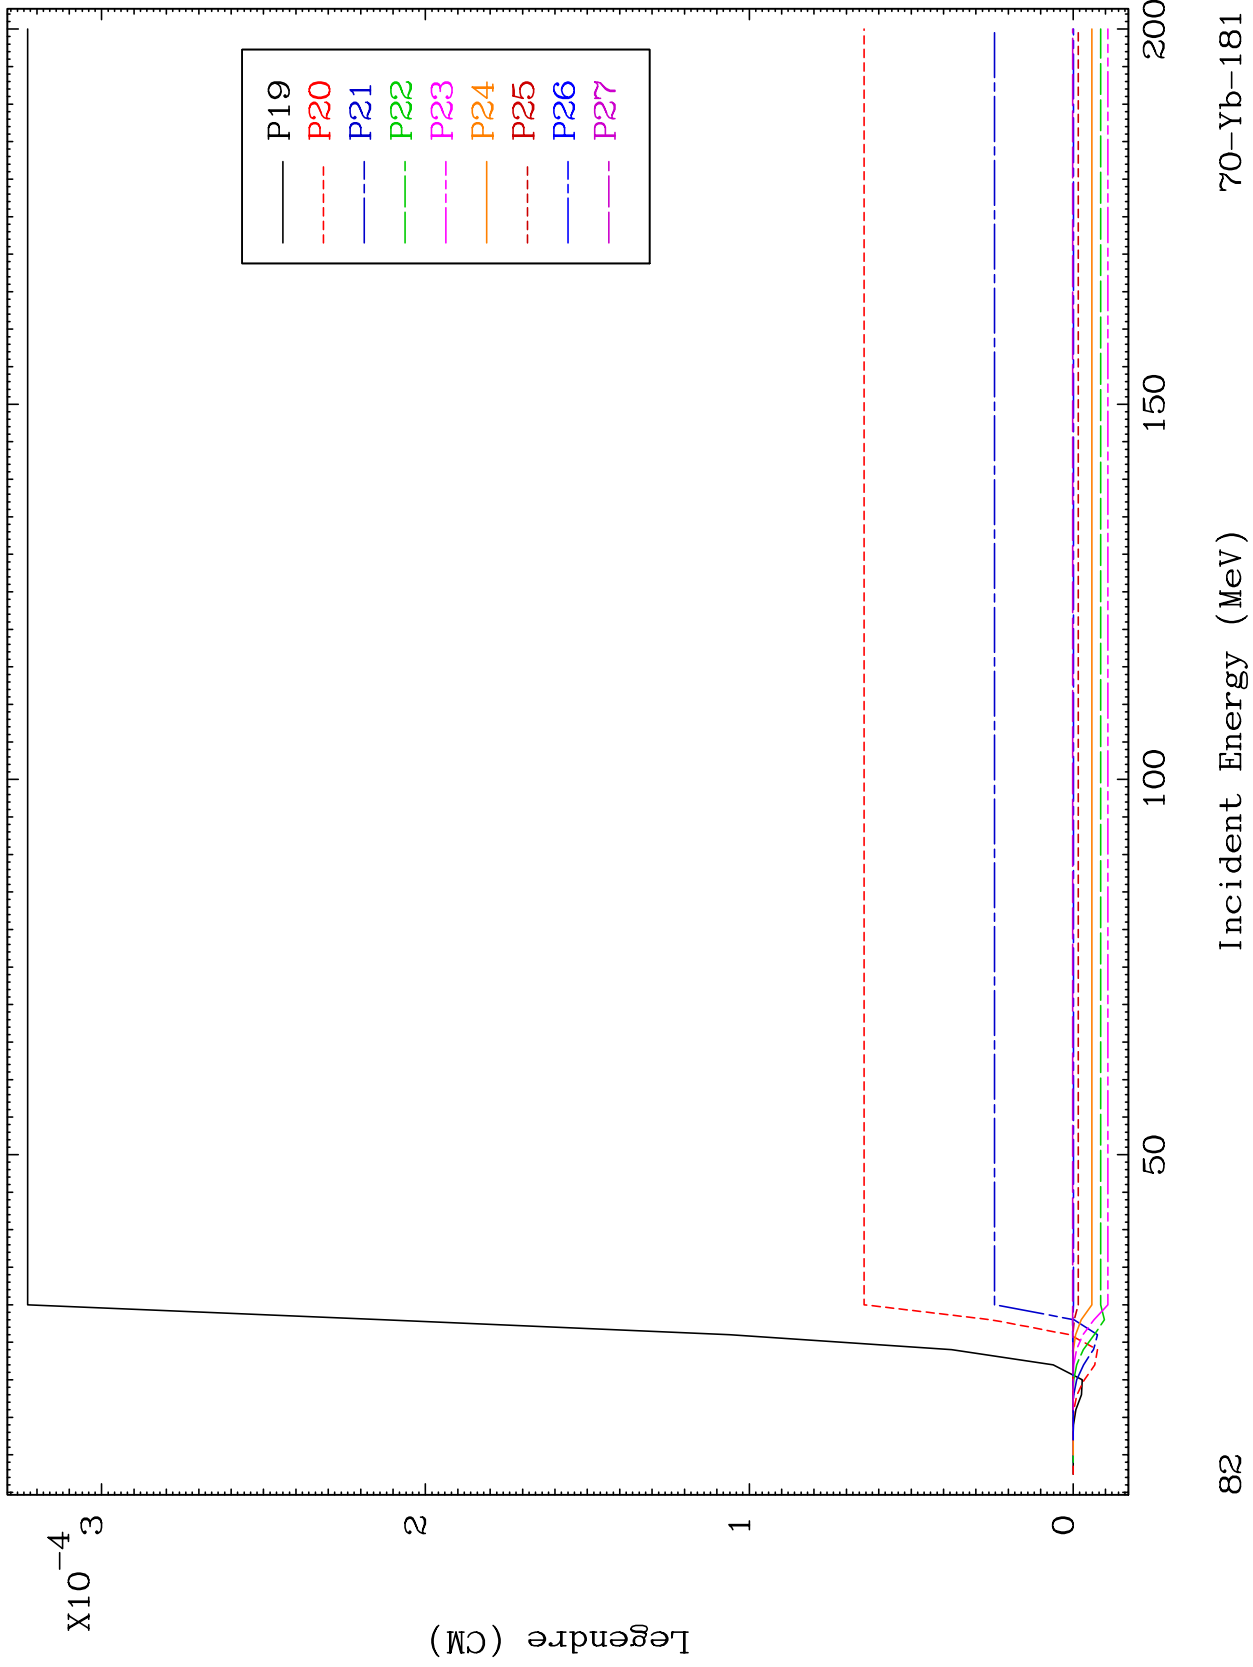 X10-4
3
2
1
0
Legendre (CM)
P19
P20
P21
P22
P23
P24
P25
P26
P27
50
100
150
200
Incident Energy (MeV)
82
70-Yb-181